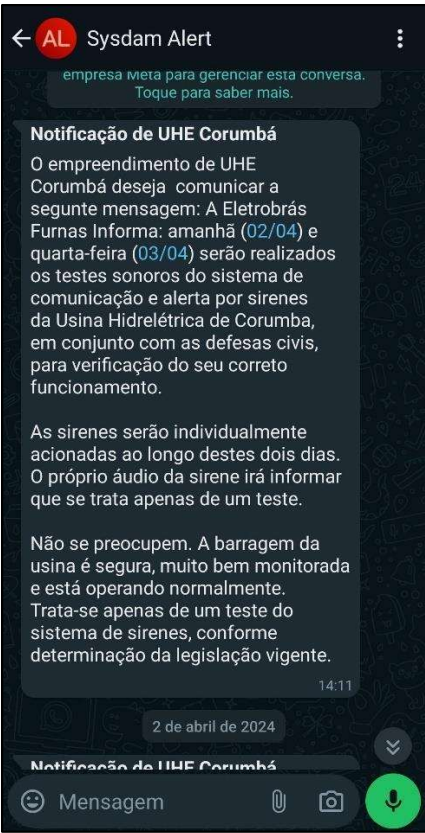 AL Sysdam Alert
empresa Meta para gerenciar esta conversa.
Toque para saber mais.
Notificação de UHE Corumbá
O empreendimento de UHE
Corumbá deseja comunicar a
segunte mensagem: A Eletrobrás
Furnas Informa: amanhã (02/04) e
quarta-feira (03/04) serão realizados
os testes sonoros do sistema de
comunicação e alerta por sirenes
da Usina Hidrelétrica de Corumba,
em conjunto com as defesas civis,
para verificação do seu correto
funcionamento.
As sirenes serão individualmente
acionadas ao longo destes dois dias.
O próprio áudio da sirene irá informar
que se trata apenas de um teste.
Não se preocupem. A barragem da
usina é segura, muito bem monitorada
e está operando normalmente.
Trata-se apenas de um teste do
sistema de sirenes, conforme
determinação da legislação vigente.
14:11
2 de abril de 2024
Notificação de UHE Corumbá
Mensagem